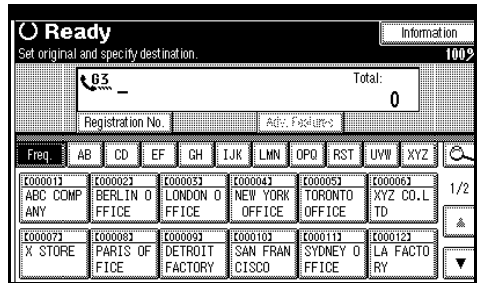 Ready
Information
Set original and specify destination.
100%
G3 _
Total:
0
Registration No.
Adv. Features
Freq. AB CD EF GH IJK LMN OPQ RST UVW XYZ
1/2
[00001] [00002] [00003] [00004] [00005] [00006]
ABC COMP BERLIN O LONDON O NEW YORK TORONTO XYZ CO.L
ANY FFICE FFICE OFFICE OFFICE TD
[00007] [00008] [00009] [00010] [00011] [00012]
X STORE PARIS OF DETROIT SAN FRAN SYDNEY O LA FACTO
FICE FACTORY CISCO FFICE RY